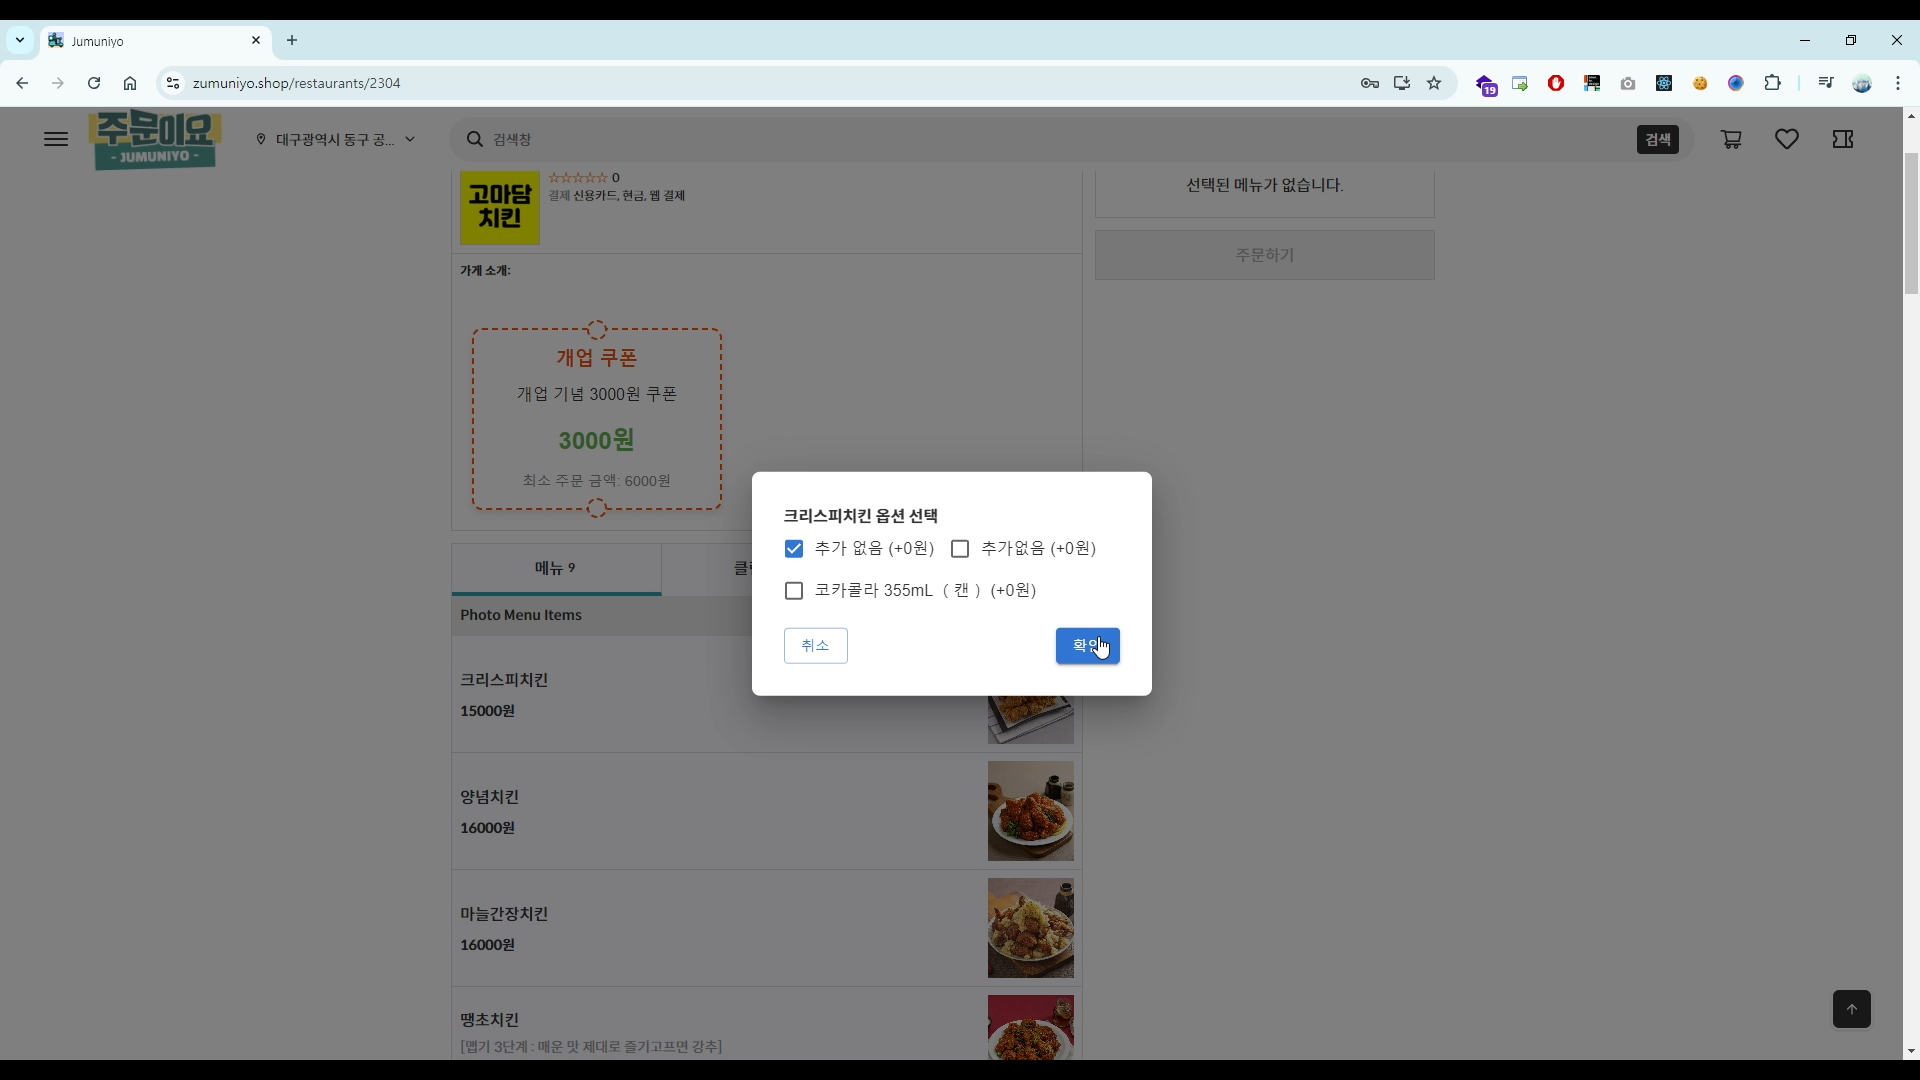 Jumuniyo
zumuniyo.shop/restaurants/2304
19
주문이요
- JUMUNIYO -
대구광역시 동구 공...
검색창
검색
고마담
치킨
☆☆☆☆☆ 0
결제 신용카드, 현금, 웹 결제
선택된 메뉴가 없습니다.
주문하기
가게 소개:
개업 쿠폰
개업 기념 3000원 쿠폰
3000원
최소 주문 금액: 6000원
크리스피치킨 옵션 선택
추가 없음 (+0원) 추가없음 (+0원)
코카콜라 355mL ( 캔 ) (+0원)
취소
확인
메뉴 9
Photo Menu Items
크리스피치킨
15000원
양념치킨
16000원
마늘간장치킨
16000원
땡초치킨
[맵기 3단계 : 매운 맛 제대로 즐기고프면 강추]